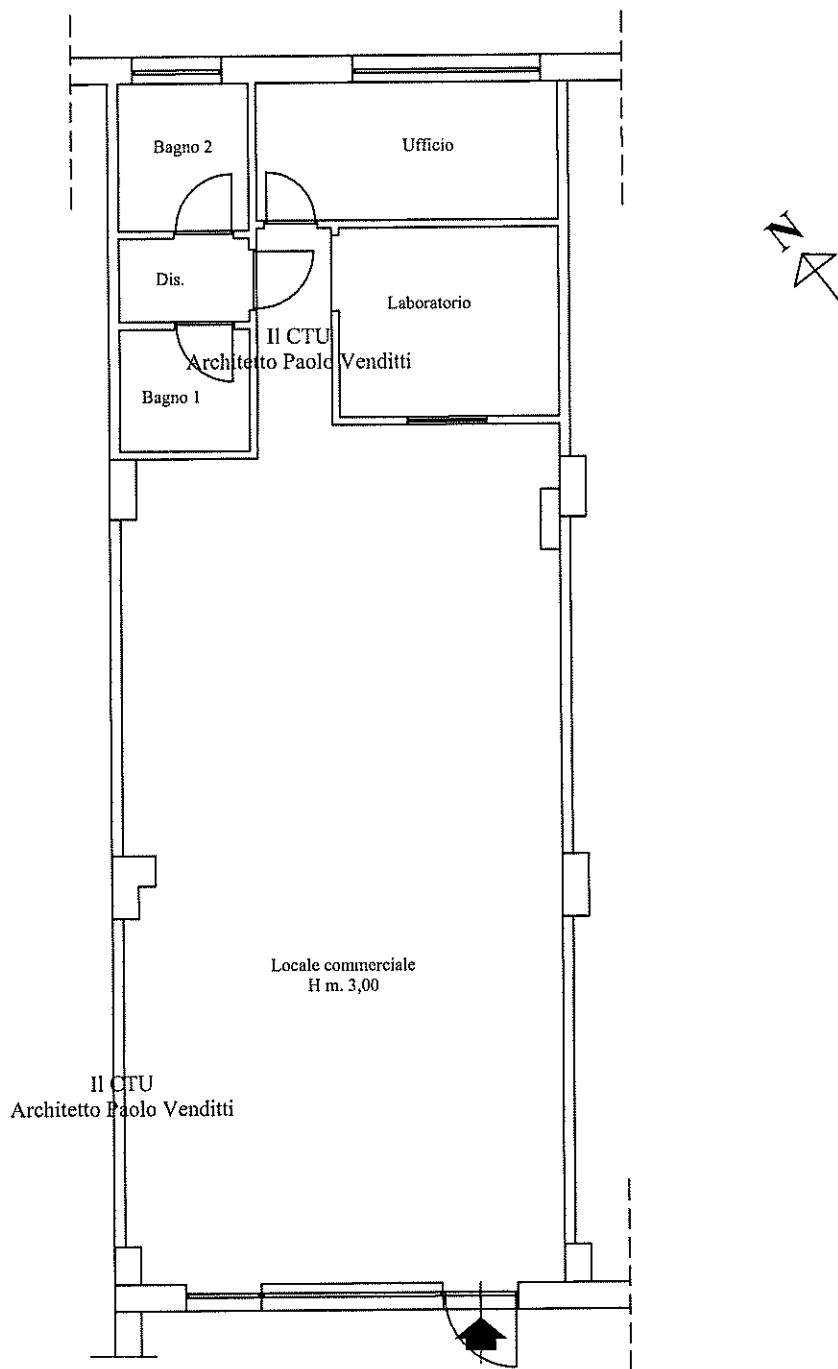 Bagno 2
Ufficio
N
Dis.
Laboratorio
Il CTU
Architetto Paolo Venditti
Bagno 1
Locale commerciale
H m. 3,00
Il CTU
Architetto Paolo Venditti